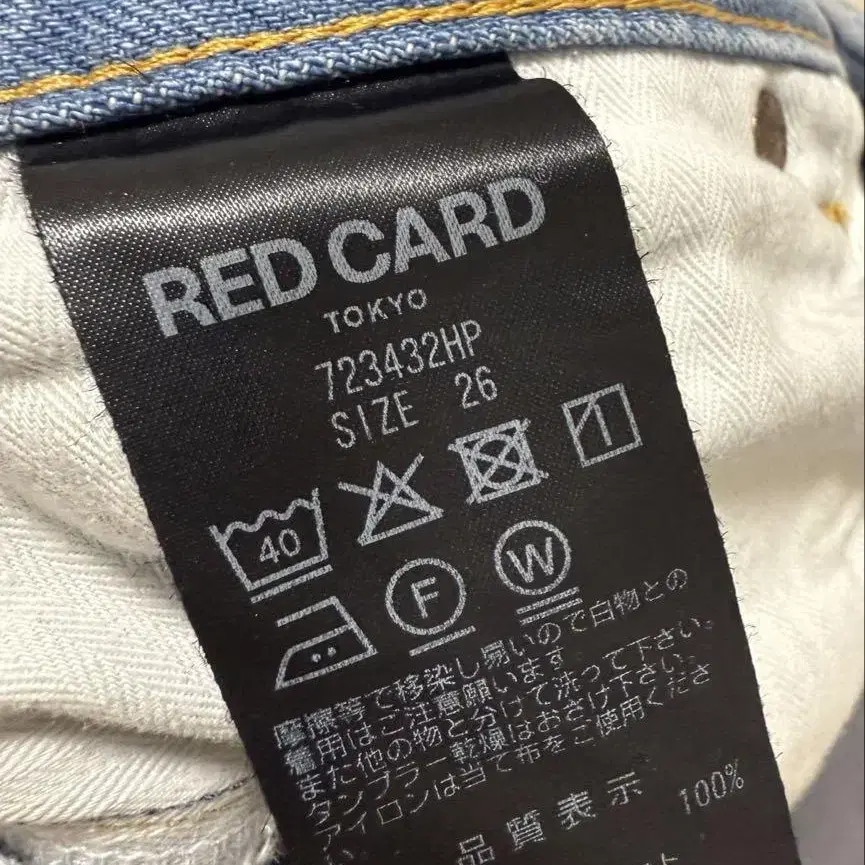 RED CARD
TOKYO
723432HP
SIZE 26
40
F W
摩擦等で移染し易いので白物との
着用はご注意願います
また他の物と分けて洗って下さい。
タンブラー乾燥はおさけ下さい。
アイロンは当て布をご使用くださ
い。
品質表示
100%